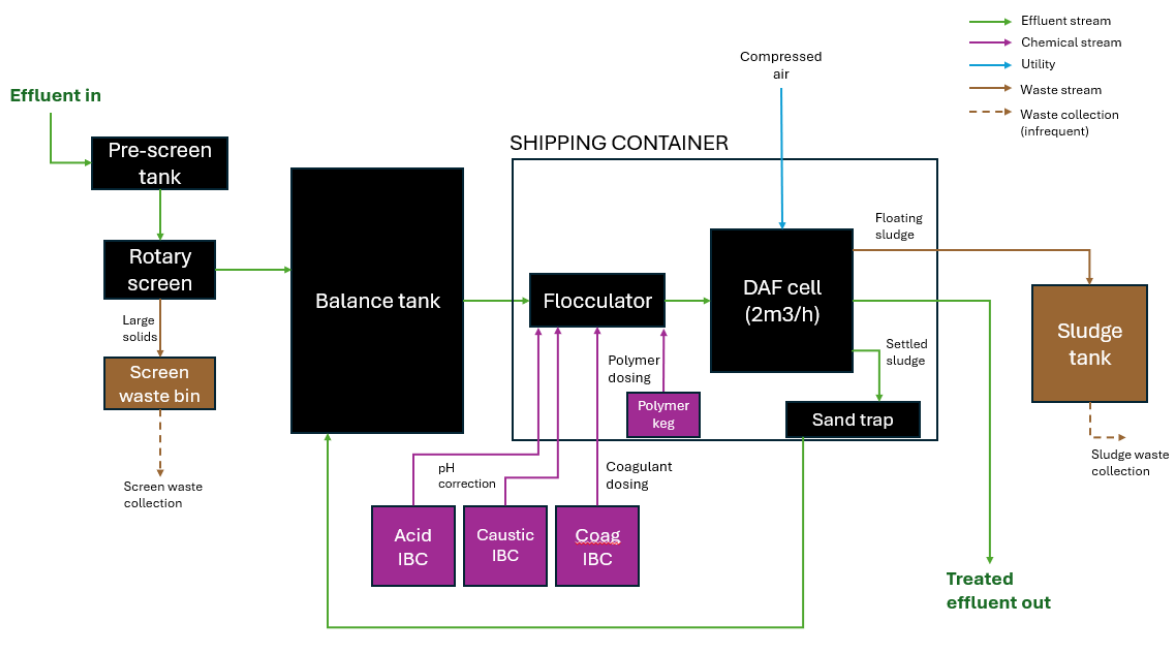 Effluent stream
Chemical stream
Utility
Waste stream
Waste collection
(infrequent)
Compressed
air
Effluent in
SHIPPING CONTAINER
Pre-screen
tank
Rotary
screen
Large
solids
Screen
waste bin
Screen waste
collection
Balance tank
Flocculator
DAF cell
(2m3/h)
Floating
sludge
Settled
sludge
Sand trap
Polymer
dosing
Polymer
keg
pH
correction
Coagulant
dosing
Acid
IBC
Caustic
IBC
Coag
IBC
Sludge
tank
Sludge waste
collection
Treated
effluent out